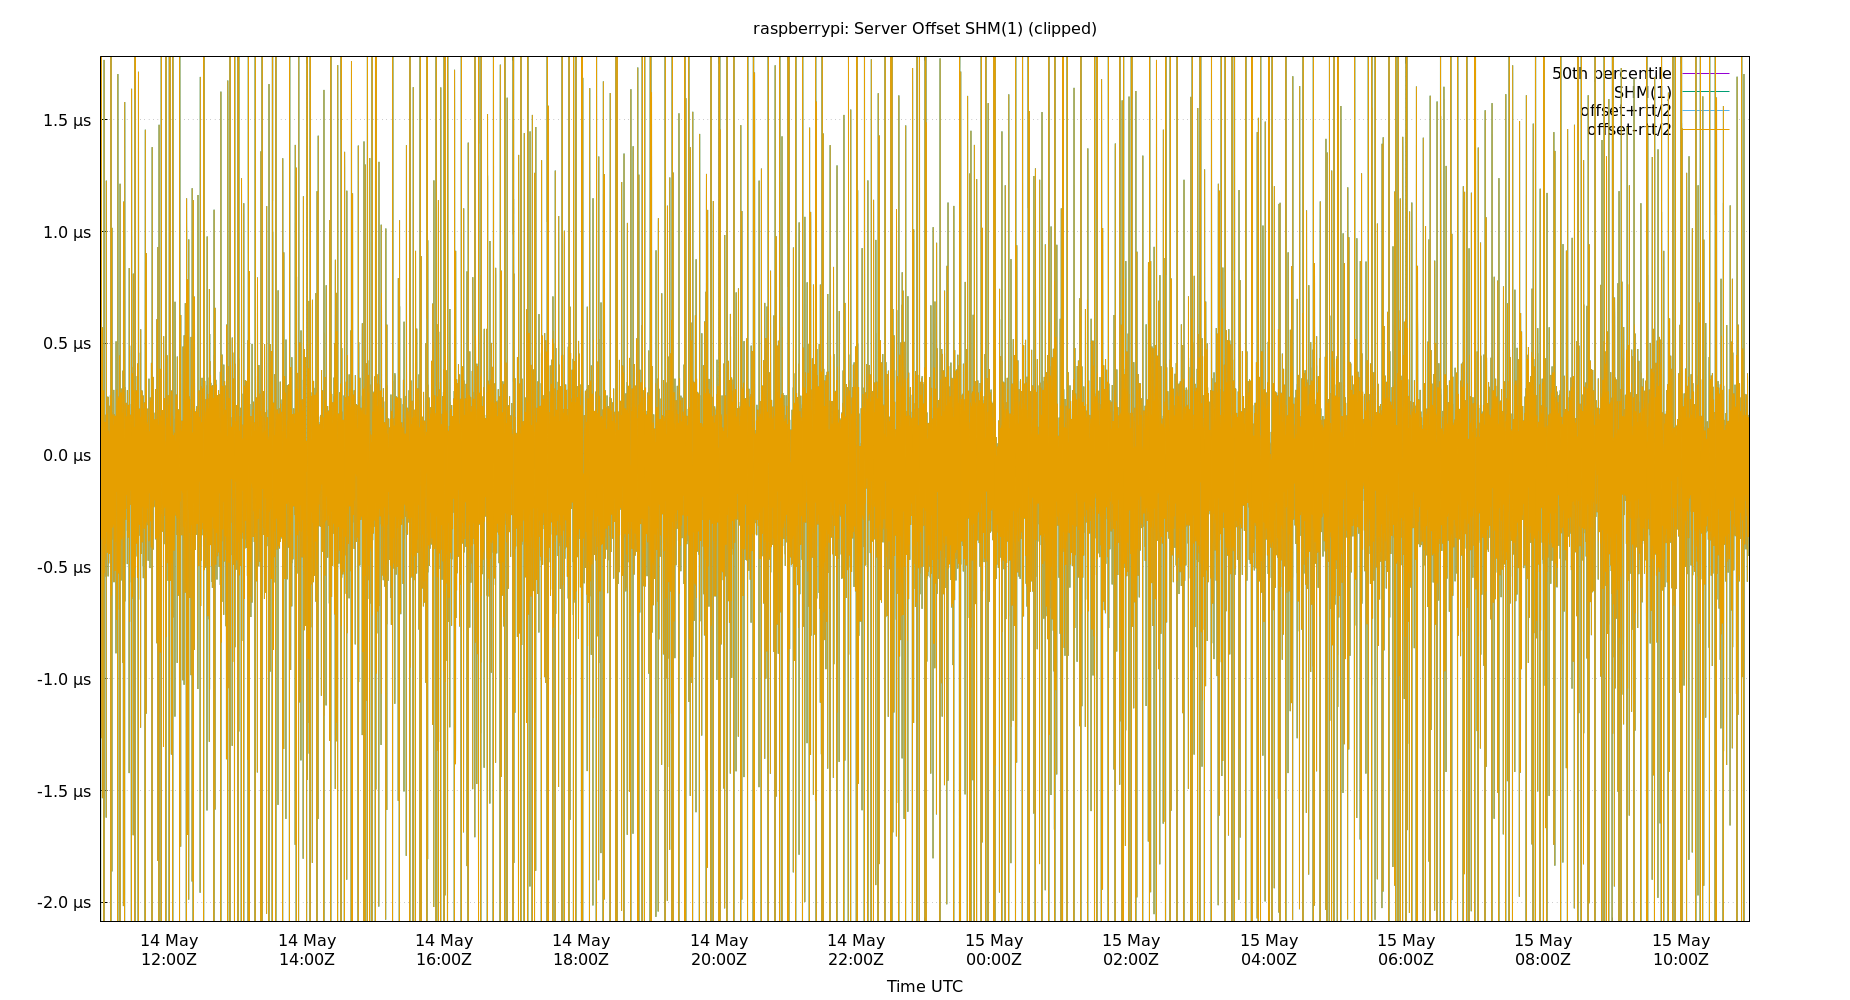 raspberrypi: Server Offset SHM(1) (clipped)
50th percentile
SHM(1)
offset+rtt/2
offset-rtt/2
1.5 µs
1.0 µs
0.5 µs
0.0 µs
-0.5 µs
-1.0 µs
-1.5 µs
-2.0 µs
14 May 14 May 14 May 14 May 14 May 14 May 15 May 15 May 15 May 15 May 15 May 15 May
12:00Z 14:00Z 16:00Z 18:00Z 20:00Z 22:00Z 00:00Z 02:00Z 04:00Z 06:00Z 08:00Z 10:00Z
Time UTC